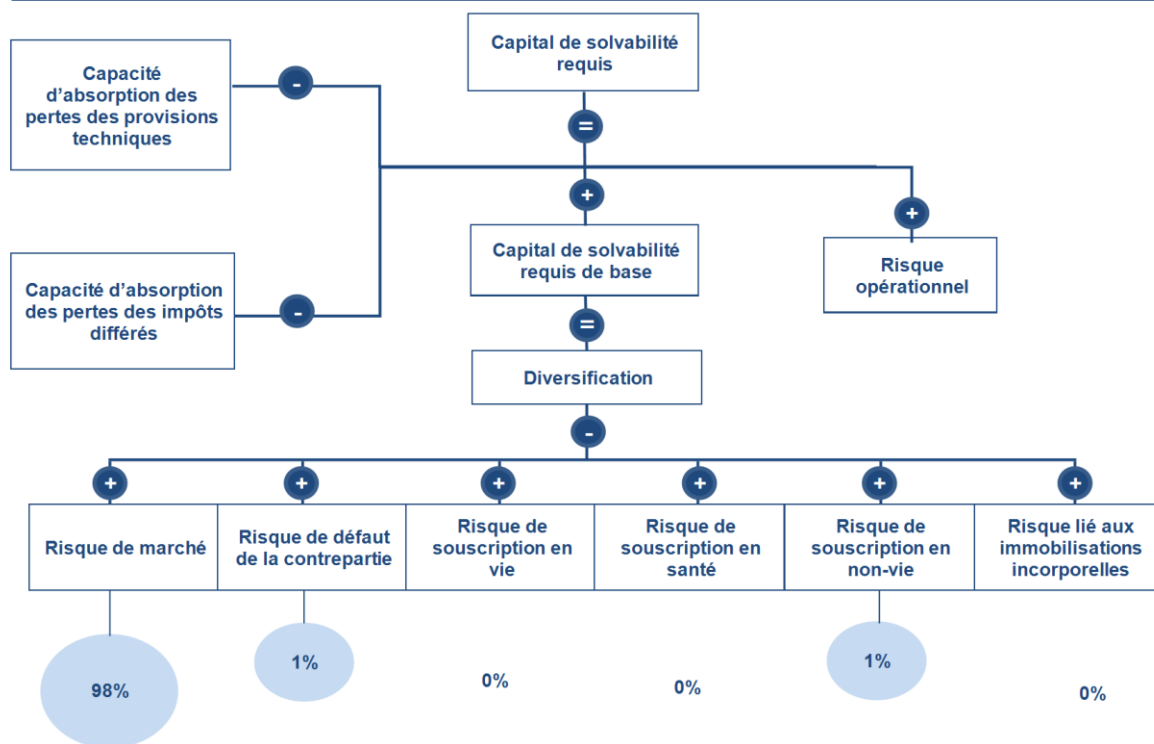 Capital de solvabilité
requis
Capacité
d'absorption des
pertes des provisions
techniques
-
=
+
+
Capital de solvabilité
requis de base
Risque
opérationnel
Capacité d'absorption
des pertes des impôts
différés
-
=
Diversification
-
+
+
+
+
+
+
Risque de marché
Risque de défaut
de la contrepartie
Risque de
souscription en
vie
Risque de
souscription en
santé
Risque de
souscription en
non-vie
Risque lié aux
immobilisations
incorporelles
98%
1%
0%
0%
1%
0%